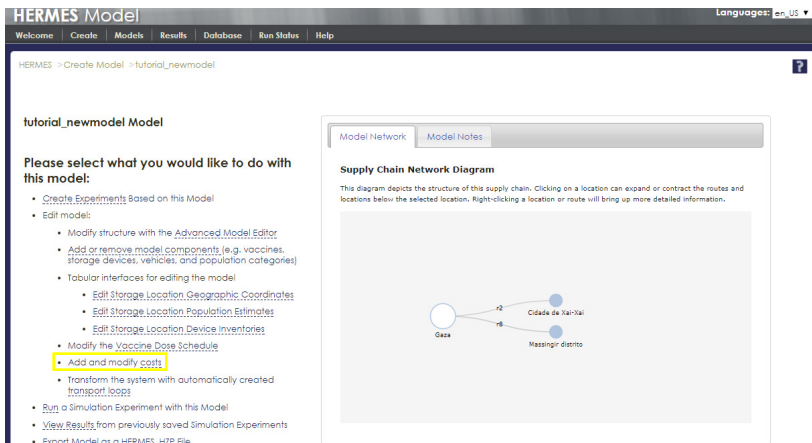 HERMES Model
Languages: en_US
Welcome Create Models Results Database Run Status Help
HERMES >Create Model >tutorial_newmodel
?
tutorial_newmodel Model
Please select what you would like to do with
this model:
Create Experiments Based on this Model
Edit model:
Modify structure with the Advanced Model Editor
Add or remove model components (e.g. vaccines,
storage devices, vehicles, and population categories)
Tabular interfaces for editing the model
Edit Storage Location Geographic Coordinates
Edit Storage Location Population Estimates
Edit Storage Location Device Inventories
Modify the Vaccine Dose Schedule
Add and modify costs
Transform the system with automatically created
transport loops
Run a Simulation Experiment with this Model
View Results from previously saved Simulation Experiments
Export Model as a HERMES HZP File
Model Network Model Notes
Supply Chain Network Diagram
This diagram depicts the structure of this supply chain. Clicking on a location can expand or contract the routes and
locations below the selected location. Right-clicking a location or route will bring up more detailed information.
r2
Cidade de Xai-Xai
Gaza
r8
Massingir distrito